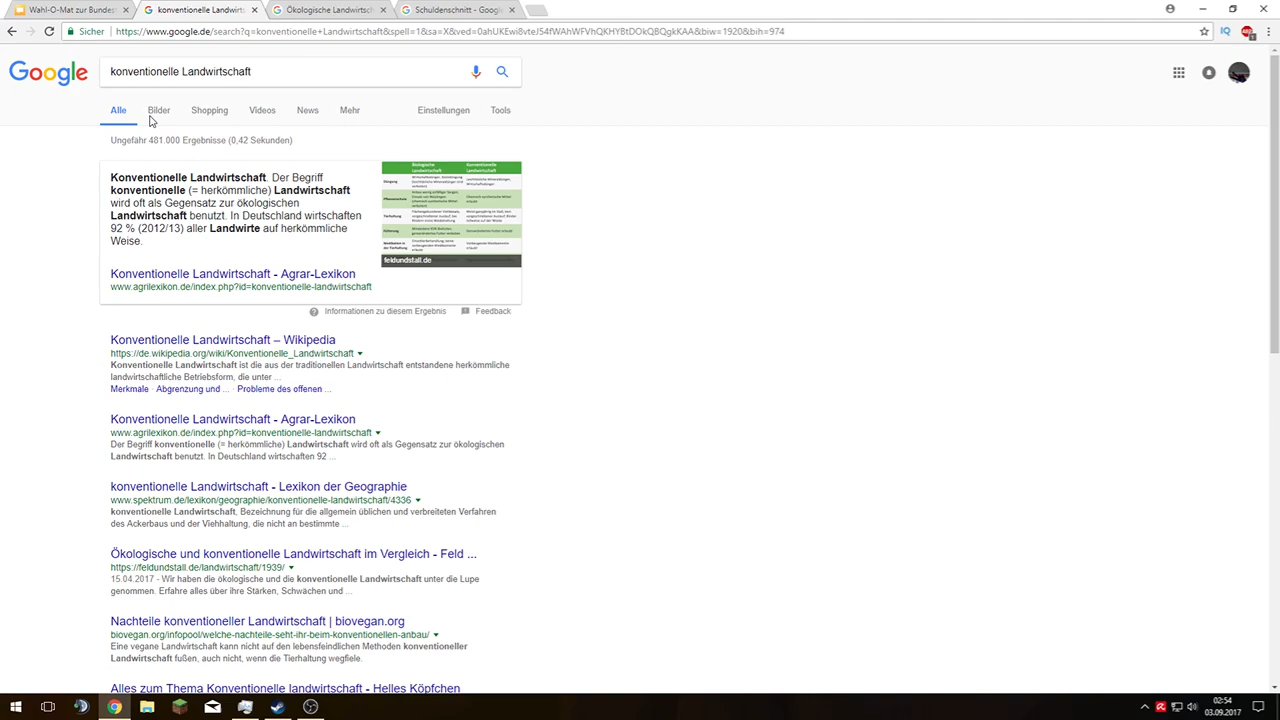 Wahl-O-Mat zur Bundes
konventionelle Landwirts
Ökologische Landwirtsch
Schuldenschnitt - Google
Sicher
https://www.google.de/search?q=konventionelle+Landwirtschaft&spell=1&sa=X&ved=0ahUKEwi8vteJ54fWAhWFVhQKHYBtDOkQBQgkKAA&biw=1920&bih=974
Google
konventionelle Landwirtschaft
Alle Bilder Shopping Videos News Mehr Einstellungen Tools
Ungefähr 481.000 Ergebnisse (0,42 Sekunden)
Konventionelle Landwirtschaft. Der Begriff
konventionelle (= herkömmliche) Landwirtschaft
wird oft als Gegensatz zur ökologischen
Landwirtschaft benutzt. In Deutschland wirtschaften
92 % (2012/13) aller Landwirte auf herkömmliche
Weise.
Biologische Landwirtschaft
Konventionelle Landwirtschaft
Düngung
Pflanzenschutz
Tierhaltung
Fütterung
feldundstall.de
Konventionelle Landwirtschaft - Agrar-Lexikon
www.agrilexikon.de/index.php?id=konventionelle-landwirtschaft
Informationen zu diesem Ergebnis Feedback
Konventionelle Landwirtschaft – Wikipedia
https://de.wikipedia.org/wiki/Konventionelle_Landwirtschaft
Konventionelle Landwirtschaft ist die aus der traditionellen Landwirtschaft entstandene herkömmliche
landwirtschaftliche Betriebsform, die unter ...
Merkmale · Abgrenzung und ... · Probleme des offenen ...
Konventionelle Landwirtschaft - Agrar-Lexikon
www.agrilexikon.de/index.php?id=konventionelle-landwirtschaft
Der Begriff konventionelle (= herkömmliche) Landwirtschaft wird oft als Gegensatz zur ökologischen
Landwirtschaft benutzt. In Deutschland wirtschaften 92 ...
konventionelle Landwirtschaft - Lexikon der Geographie
www.spektrum.de/lexikon/geographie/konventionelle-landwirtschaft/4336
konventionelle Landwirtschaft, Bezeichnung für die allgemein üblichen und verbreiteten Verfahren
des Ackerbaus und der Viehhaltung, die nicht an bestimmte ...
Ökologische und konventionelle Landwirtschaft im Vergleich - Feld ...
https://feldundstall.de/landwirtschaft/1939/
15.04.2017 - Wir haben die ökologische und die konventionelle Landwirtschaft unter die Lupe
genommen. Erfahre alles über ihre Stärken, Schwächen und ...
Nachteile konventioneller Landwirtschaft | biovegan.org
biovegan.org/infopool/welche-nachteile-seht-ihr-beim-konventionellen-anbau/
Eine vegane Landwirtschaft kann nicht auf den lebensfeindlichen Methoden konventioneller
Landwirtschaft fußen, auch nicht, wenn die Tierhaltung wegfiele.
Alles zum Thema Konventionelle landwirtschaft - Helles Köpfchen
02:54
03.09.2017